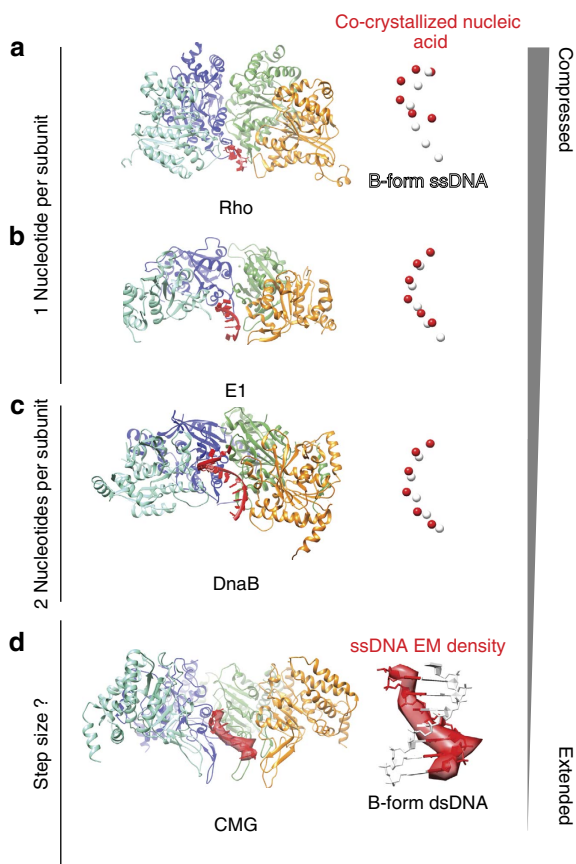 Co-crystallized nucleic
acid
a
Compressed
1 Nucleotide per subunit
B-form ssDNA
Rho
b
E1
c
2 Nucleotides per subunit
DnaB
d
ssDNA EM density
Step size ?
Extended
B-form dsDNA
CMG